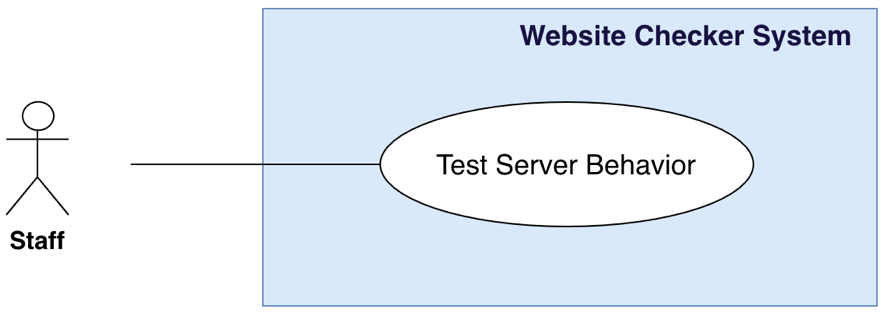 Website Checker System
Test Server Behavior
Staff